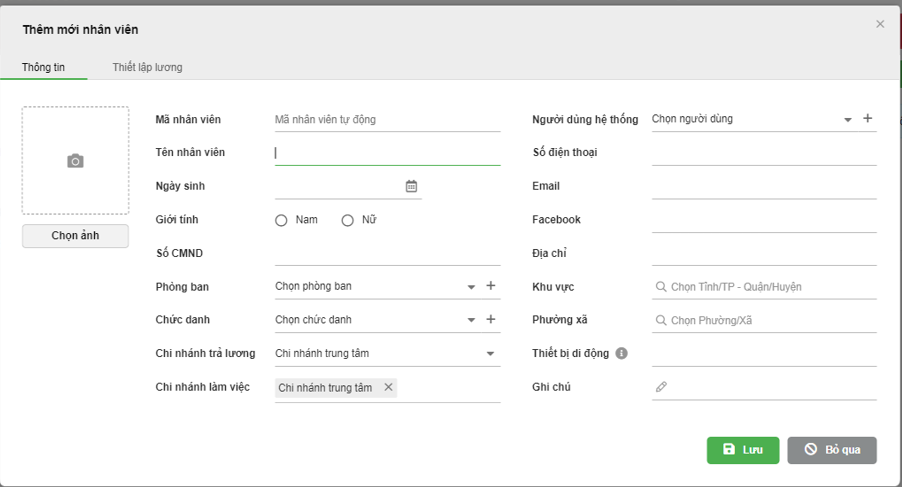 Thêm mới nhân viên
Thông tin
Thiết lập lương
Mã nhân viên
Mã nhân viên tự động
Tên nhân viên
Ngày sinh
Giới tính
Nam
Nữ
Số CMND
Phòng ban
Chọn phòng ban
Chức danh
Chọn chức danh
Chi nhánh trả lương
Chi nhánh trung tâm
Chi nhánh làm việc
Chi nhánh trung tâm
Chọn ảnh
Người dùng hệ thống
Chọn người dùng
Số điện thoại
Email
Facebook
Địa chỉ
Khu vực
Chọn Tỉnh/TP - Quận/Huyện
Phường xã
Chọn Phường/Xã
Thiết bị di động
Ghi chú
Lưu
Bỏ qua